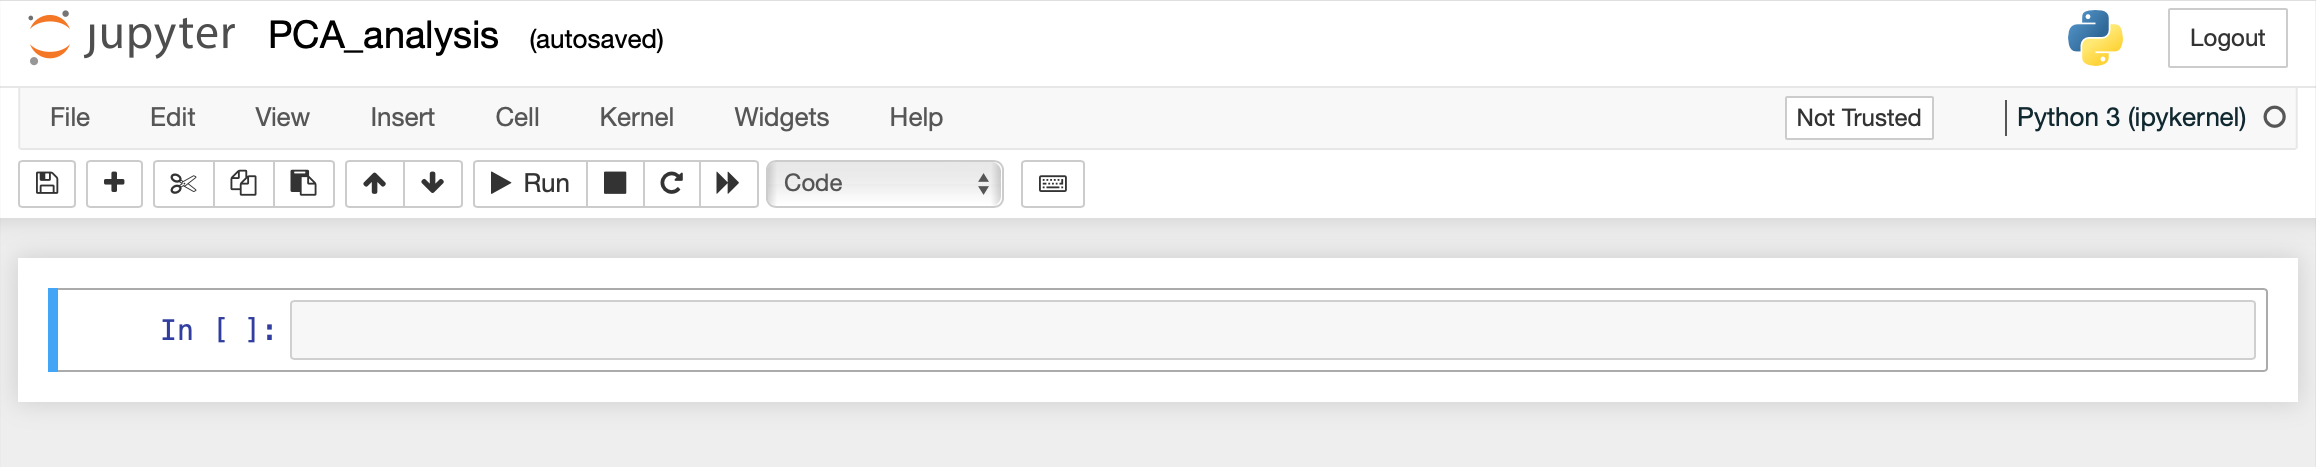 jupyter PCA_analysis (autosaved) Logout
File Edit View Insert Cell Kernel Widgets Help Not Trusted Python 3 (ipykernel)
Run Code
In [ ]: